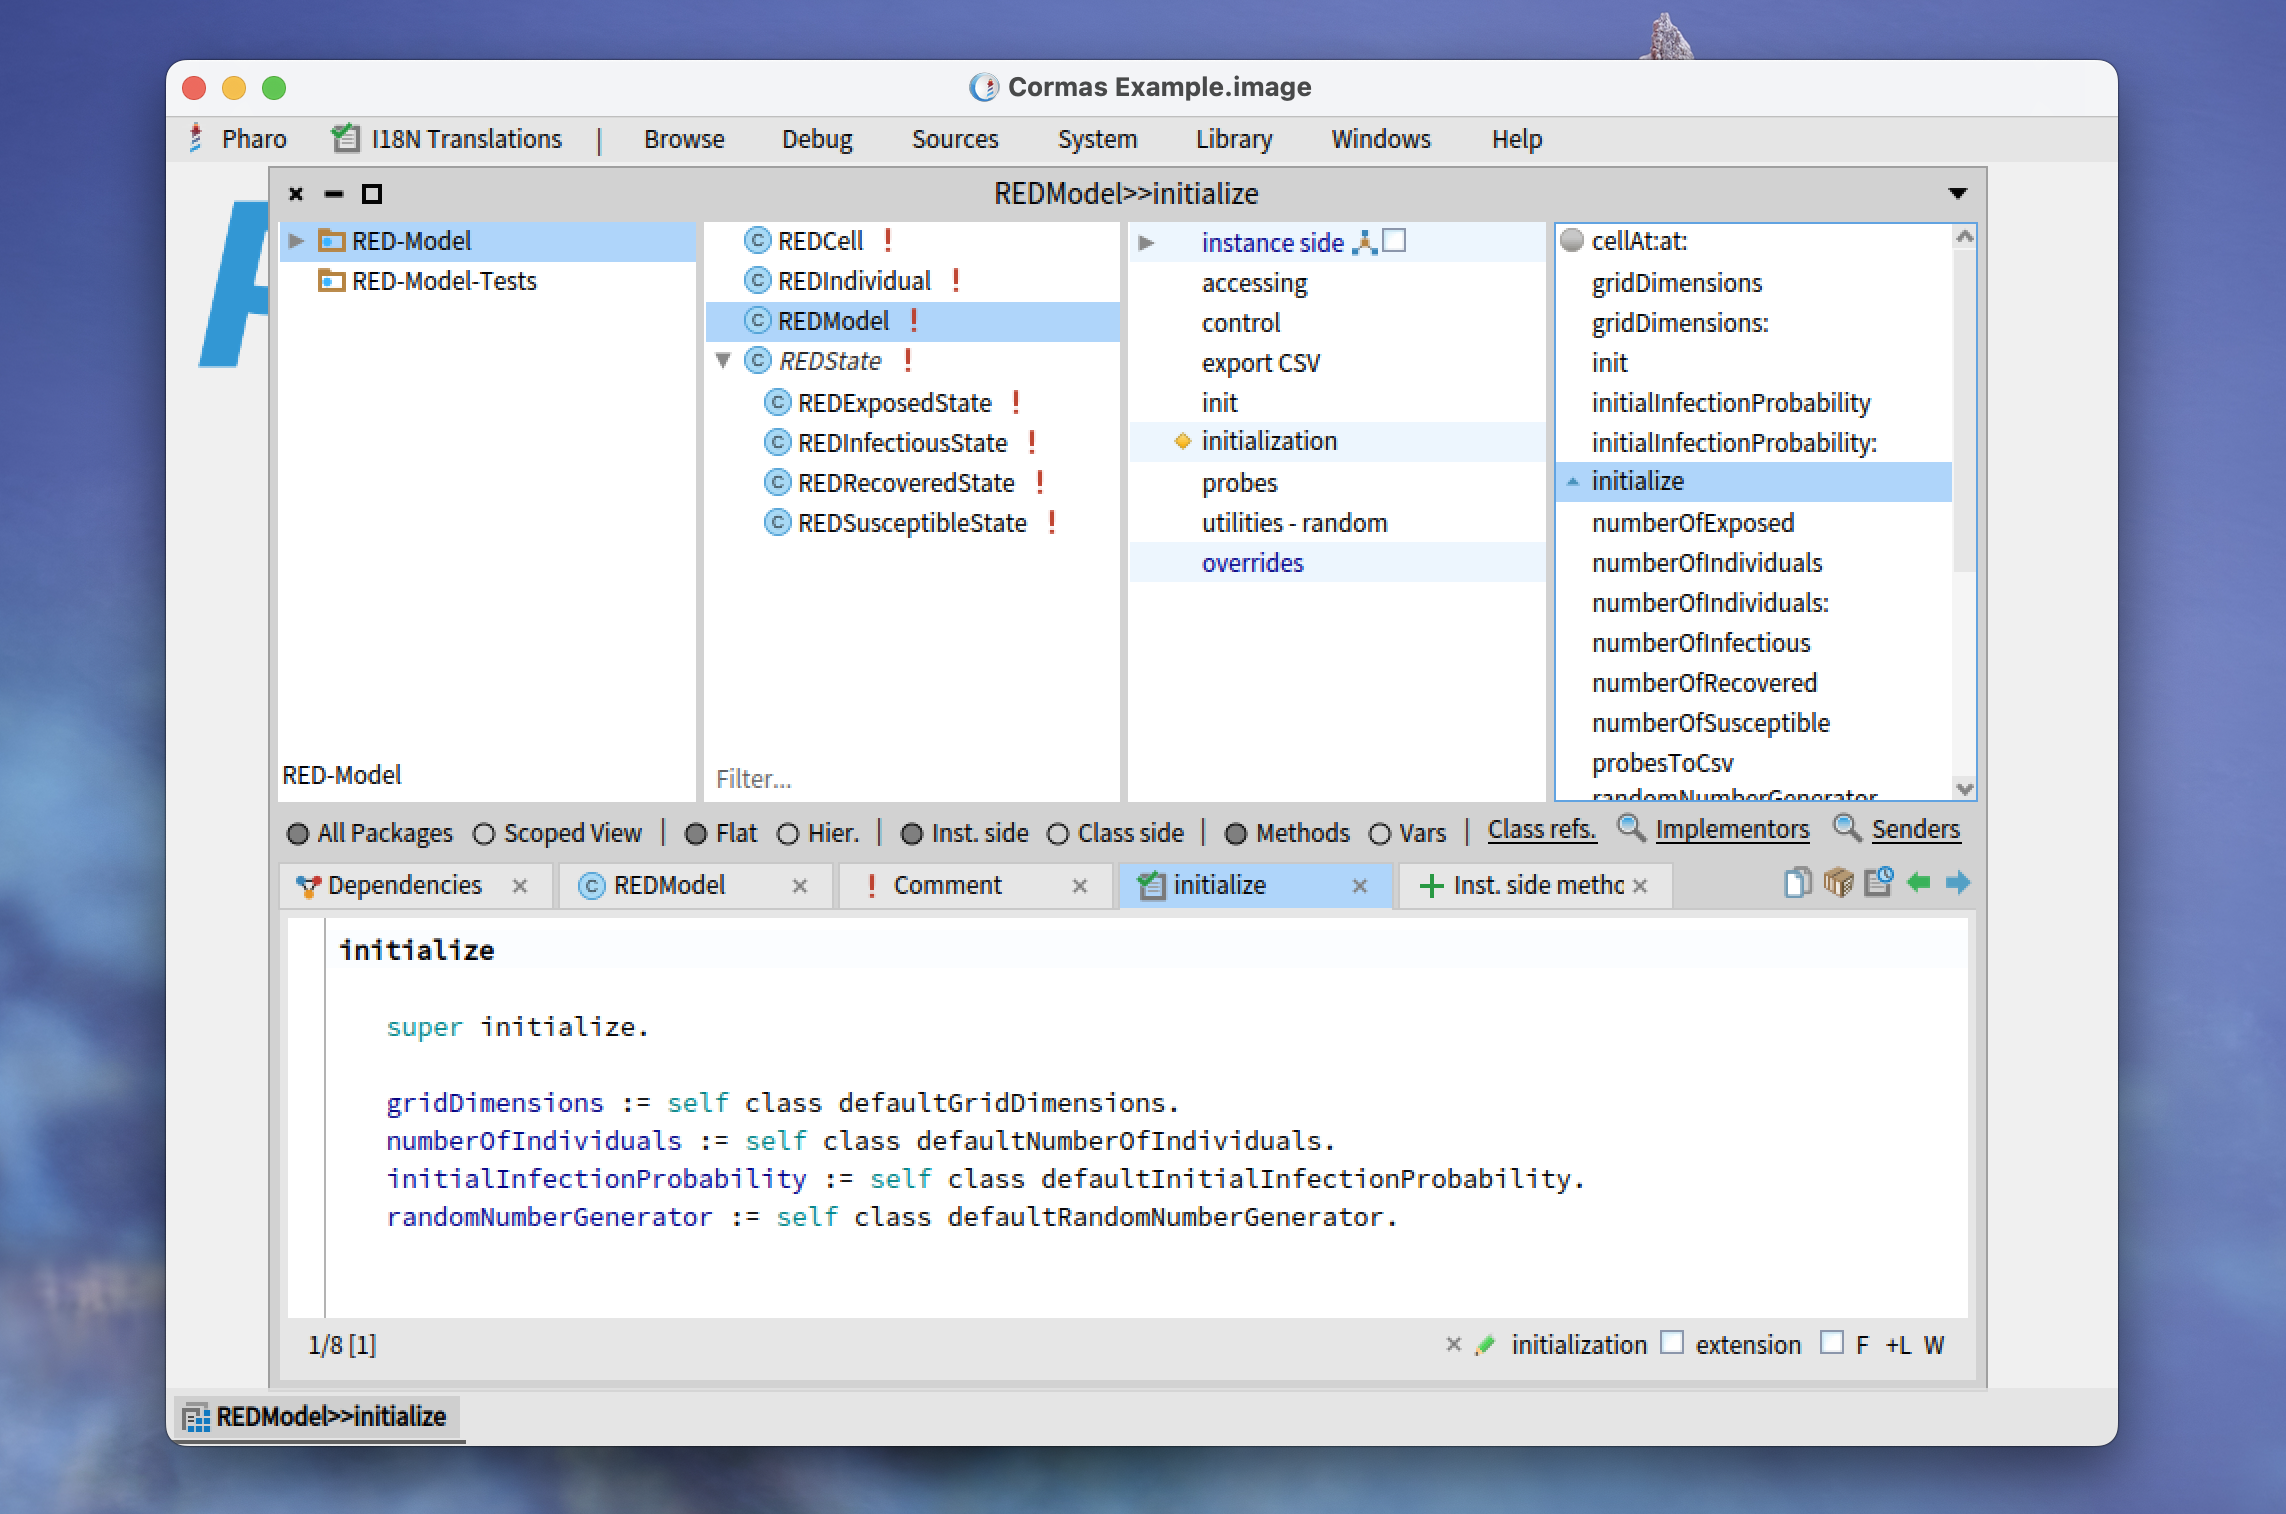 Cormas Example.image
Pharo I18N Translations | Browse Debug Sources System Library Windows Help
REDModel>>initialize
RED-Model
RED-Model-Tests
RED-Model
REDCell
REDIndividual
REDModel
REDState
REDExposedState
REDInfectiousState
REDRecoveredState
REDSusceptibleState
Filter...
instance side
accessing
control
export CSV
init
initialization
probes
utilities - random
overrides
cellAt:at:
gridDimensions
gridDimensions:
init
initialInfectionProbability
initialInfectionProbability:
initialize
numberOfExposed
numberOfIndividuals
numberOfIndividuals:
numberOfInfectious
numberOfRecovered
numberOfSusceptible
probesToCsv
randomNumberGenerator
All Packages Scoped View | Flat Hier. | Inst. side Class side | Methods Vars | Class refs. Implementors Senders
Dependencies REDModel Comment initialize Inst. side methc
initialize
super initialize.
gridDimensions := self class defaultGridDimensions.
numberOfIndividuals := self class defaultNumberOfIndividuals.
initialInfectionProbability := self class defaultInitialInfectionProbability.
randomNumberGenerator := self class defaultRandomNumberGenerator.
1/8 [1] initialization extension F +L W
REDModel>>initialize